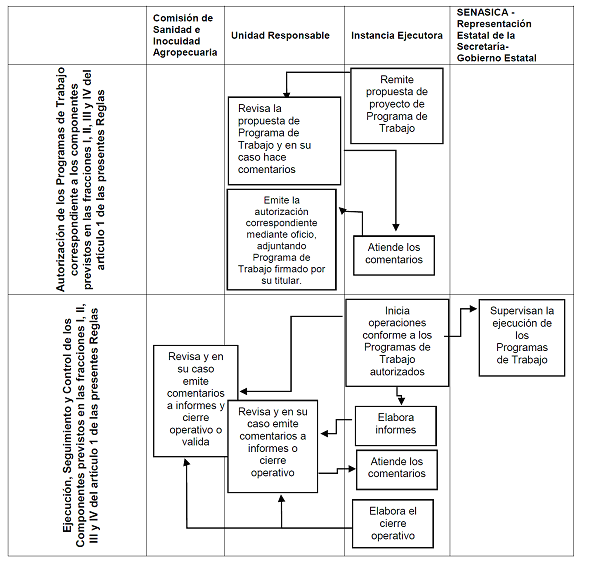 Comisión de
Sanidad e
Inocuidad
Agropecuaria
Unidad Responsable
Instancia Ejecutora
SENASICA -
Representación
Estatal de la
Secretaría-
Gobierno Estatal
Autorización de los Programas de Trabajo
correspondiente a los componentes
previstos en las fracciones I, II, III y IV del
artículo 1 de las presentes Reglas
Remite
propuesta de
proyecto de
Programa de
Trabajo
Revisa la
propuesta de
Programa de
Trabajo y en su
caso hace
comentarios
Emite la
autorización
correspondiente
mediante oficio,
adjuntando
Programa de
Trabajo firmado por
su titular.
Atiende los
comentarios
Ejecución, Seguimiento y Control de los
Componentes previstos en las fracciones I, II,
III y IV del artículo 1 de las presentes Reglas
Inicia
operaciones
conforme a los
Programas de
Trabajo
autorizados
Supervisan la
ejecución de
los
Programas
de Trabajo
Revisa y en
su caso
emite
comentarios
a informes y
cierre
operativo o
valida
Revisa y en su
caso emite
comentarios a
informes o
cierre
operativo
Elabora
informes
Atiende los
comentarios
Elabora el
cierre
operativo